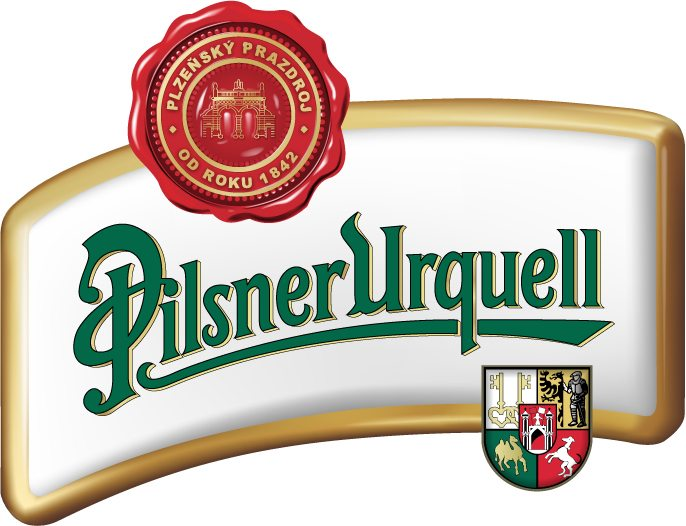 PLZEŇSKÝ PRAZDROJ
OD ROKU 1842
Pilsner Urquell